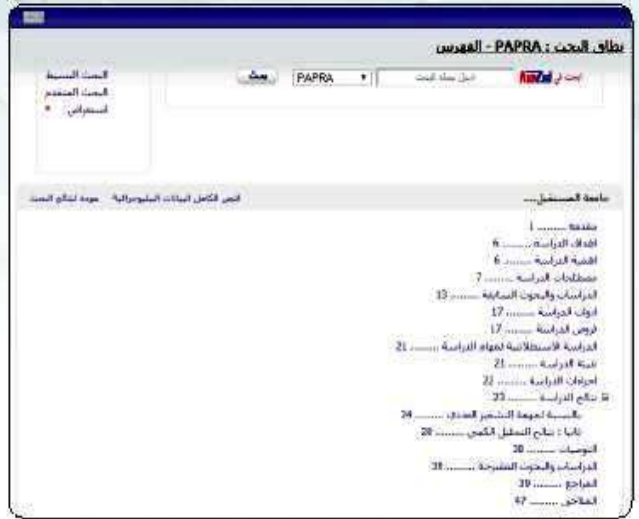 نطاق البحث : PAPRA - الفهرس
ابحث في
PAPRA
بحث
البحث البسيط
البحث المتقدم
استعراض
جامعة المستقبل....
النص الكامل البيانات الببليوجرافية عودة لنتائج البحث
مقدمة ........ 1
اهداف الدراسة ........ 6
اهمية الدراسة ........ 6
مصطلحات الدراسة ........ 7
الدراسات والبحوث السابقة ........ 13
ادوات الدراسة ........ 17
فروض الدراسة ........ 17
الدراسة الاستطلاعية لمهام الدراسة ........ 21
عينة الدراسة ........ 21
اجراءات الدراسة ........ 22
نتائج الدراسة ........ 23
بالنسبة لمهمة التشفير العددي ........ 24
ثانيا : نتائج التحليل الكمي ........ 28
التوصيات ........ 38
الدراسات والبحوث المقترحة ........ 38
المراجع ........ 39
الملاحق ........ 47